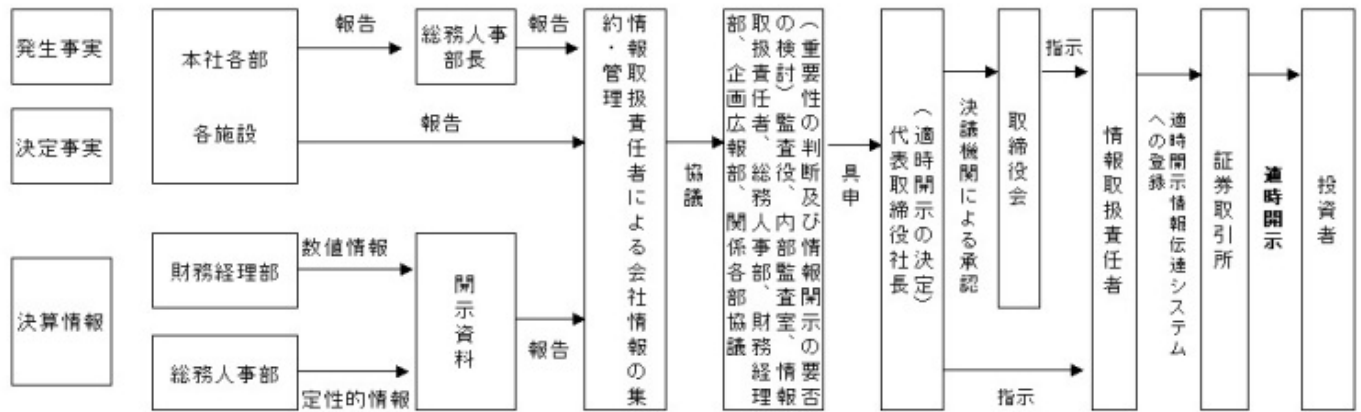 発生事実
決定事実
決算情報
本社各部
各施設
報告
総務人事
部長
報告
報告
財務経理部
数値情報
総務人事部
定性的情報
開示資料
報告
情報取扱責任者による会社情報の集
約・管理
協議
（重要性の判断及び情報開示の要否
の検討）監査役、内部監査室、情報
取扱責任者、総務人事部、財務経理
部、企画広報部、関係各部協議
具申
（適時開示の決定）
代表取締役社長
決議機関による承認
取締役会
指示
指示
情報取扱責任者
適時開示情報伝達システム
への登録
証券取引所
適時開示
投資者